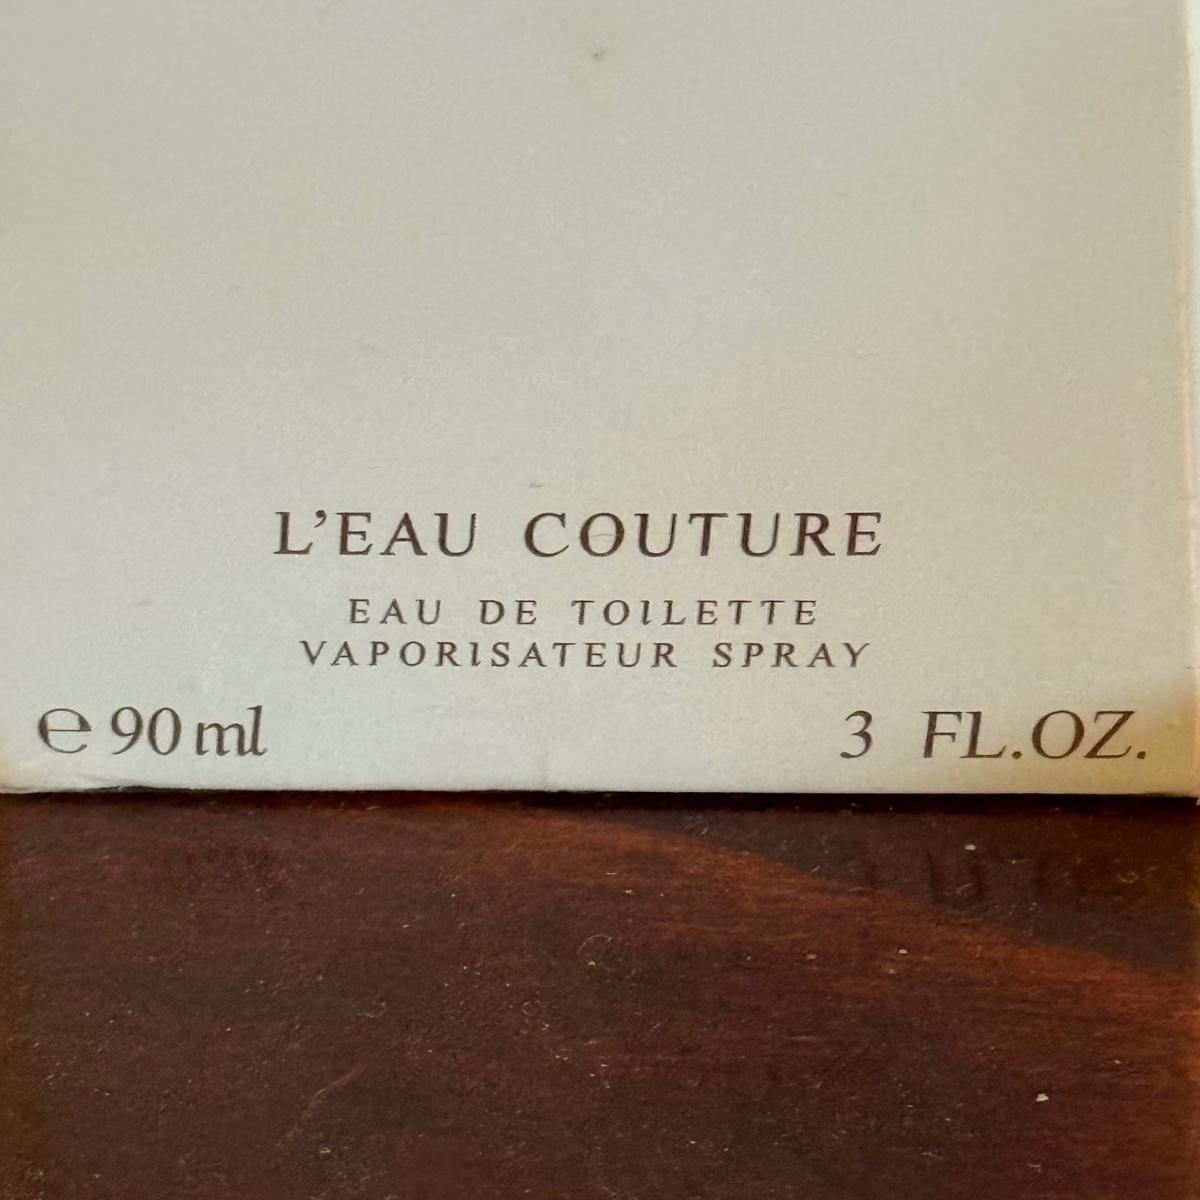 L'EAU COUTURE
EAU DE TOILETTE
VAPORISATEUR SPRAY
℮ 90 ml 3 FL.OZ.